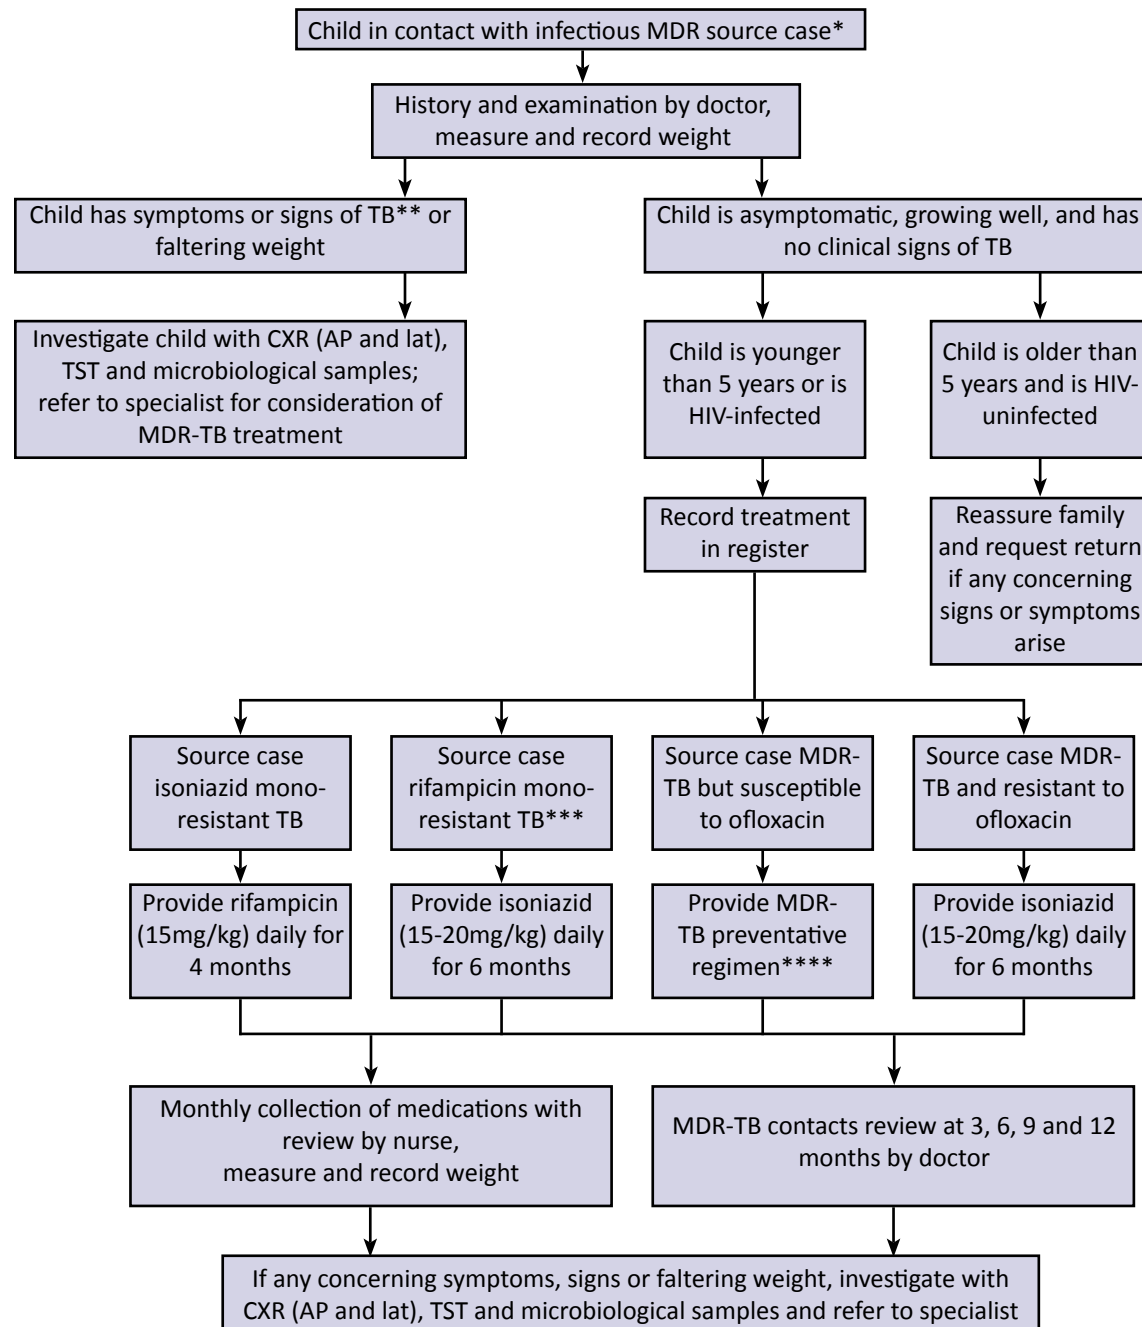 Child in contact with infectious MDR source case*
History and examination by doctor,
measure and record weight
Child has symptoms or signs of TB** or
faltering weight
Child is asymptomatic, growing well, and has
no clinical signs of TB
Investigate child with CXR (AP and lat),
TST and microbiological samples;
refer to specialist for consideration of
MDR-TB treatment
Child is younger
than 5 years or is
HIV-infected
Child is older than
5 years and is HIV-
uninfected
Record treatment
in register
Reassure family
and request return
if any concerning
signs or symptoms
arise
Source case
isoniazid mono-
resistant TB
Source case
rifampicin mono-
resistant TB***
Source case MDR-
TB but susceptible
to ofloxacin
Source case MDR-
TB and resistant to
ofloxacin
Provide rifampicin
(15mg/kg) daily for
4 months
Provide isoniazid
(15-20mg/kg) daily
for 6 months
Provide MDR-
TB preventative
regimen****
Provide isoniazid
(15-20mg/kg) daily
for 6 months
Monthly collection of medications with
review by nurse,
measure and record weight
MDR-TB contacts review at 3, 6, 9 and 12
months by doctor
If any concerning symptoms, signs or faltering weight, investigate with
CXR (AP and lat), TST and microbiological samples and refer to specialist